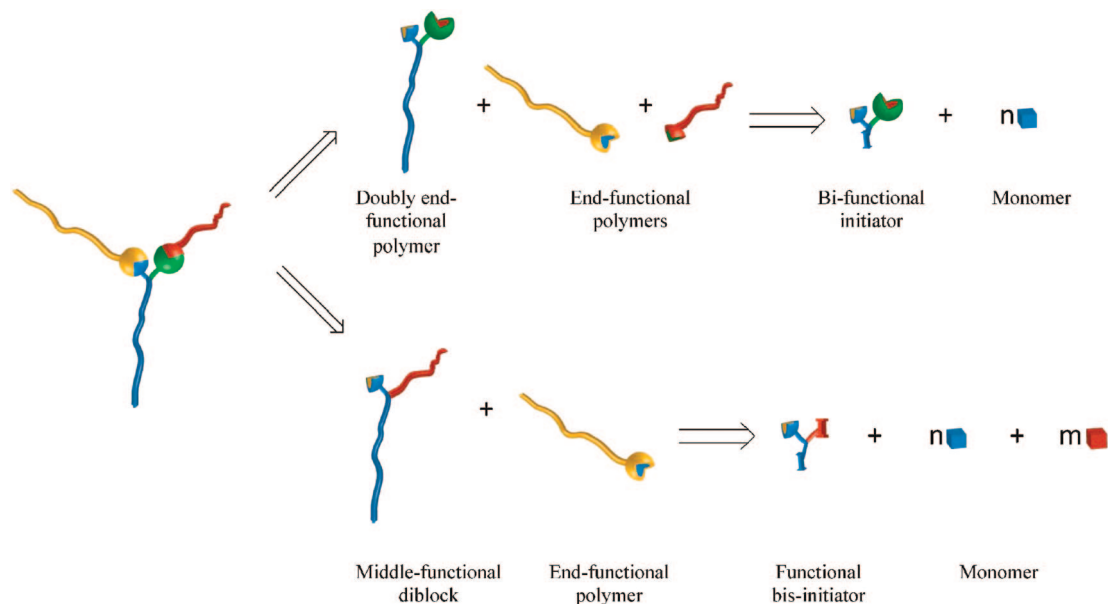 +
+
+
n
Doubly end-
functional
polymer
End-functional
polymers
Bi-functional
initiator
Monomer
+
+
n
+
m
Middle-functional
diblock
End-functional
polymer
Functional
bis-initiator
Monomer